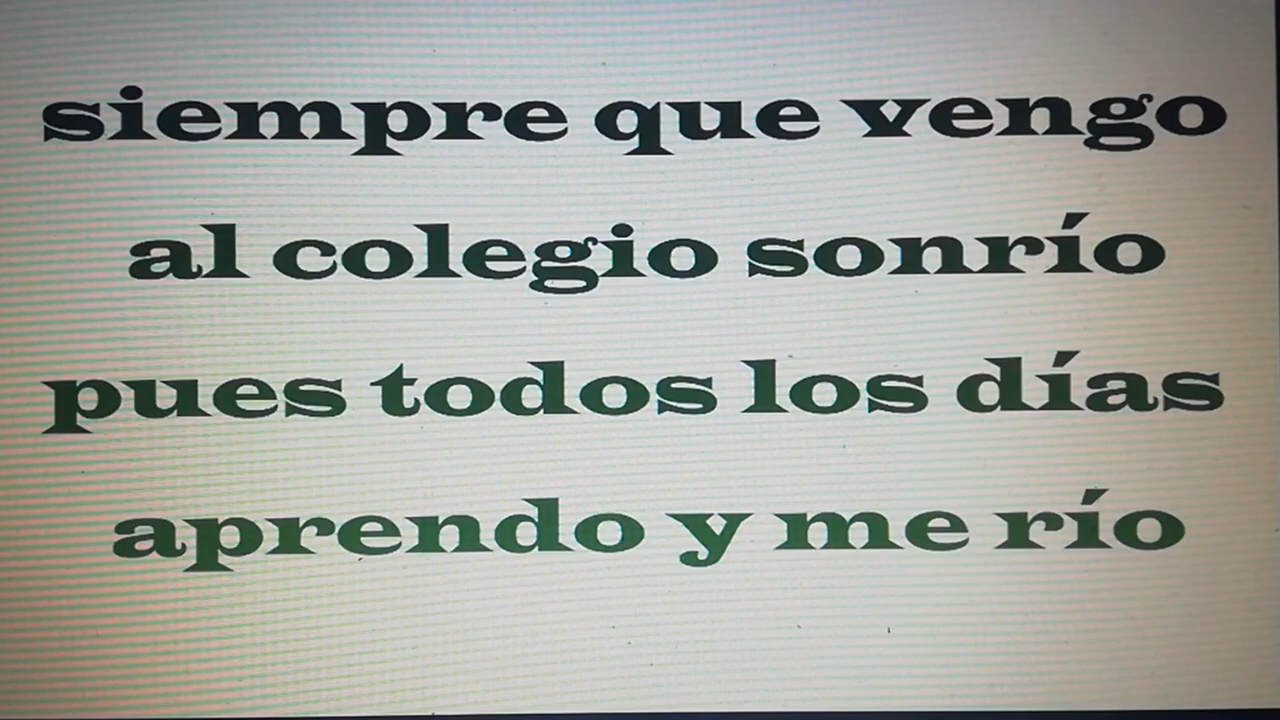 siempre que vengo
al colegio sonrío
pues todos los días
aprendo y me río